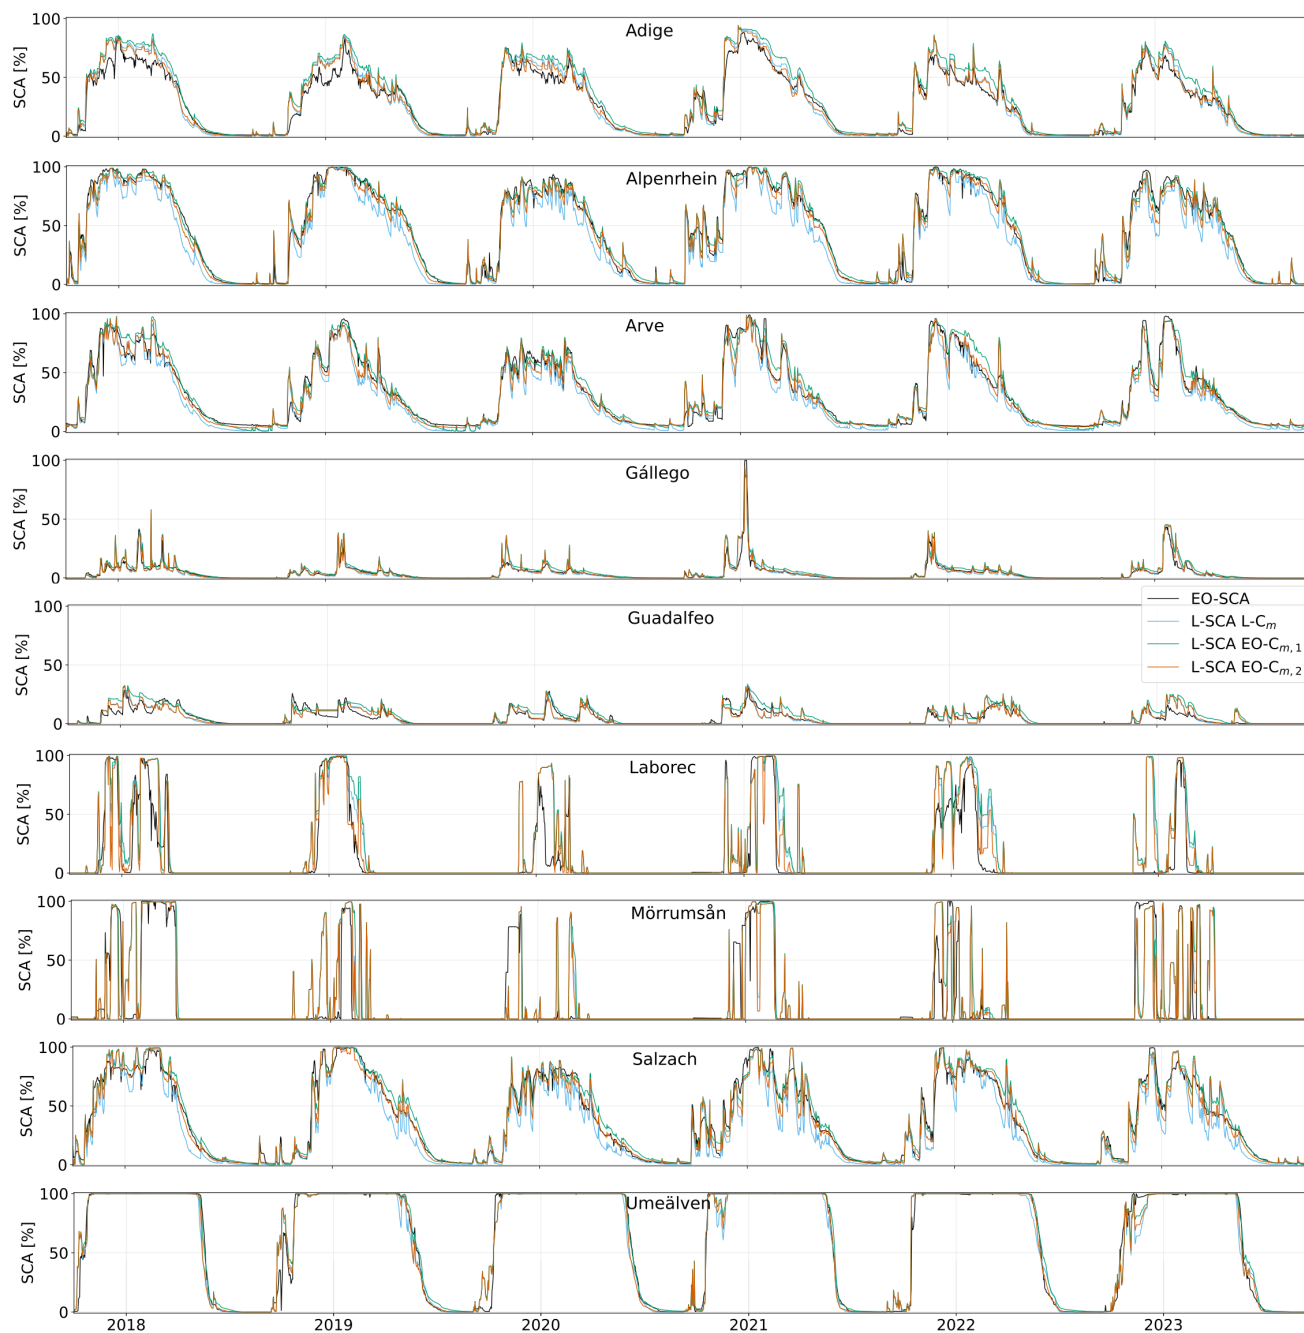 Adige
SCA [%]
100
50
0
Alpenrhein
SCA [%]
100
50
0
Arve
SCA [%]
100
50
0
Gállego
SCA [%]
100
50
0
EO-SCA
L-SCA L-Cm
L-SCA EO-Cm,1
L-SCA EO-Cm,2
Guadalfeo
SCA [%]
100
50
0
Laborec
SCA [%]
100
50
0
Mörrumsån
SCA [%]
100
50
0
Salzach
SCA [%]
100
50
0
Umeälven
SCA [%]
100
50
0
2018 2019 2020 2021 2022 2023